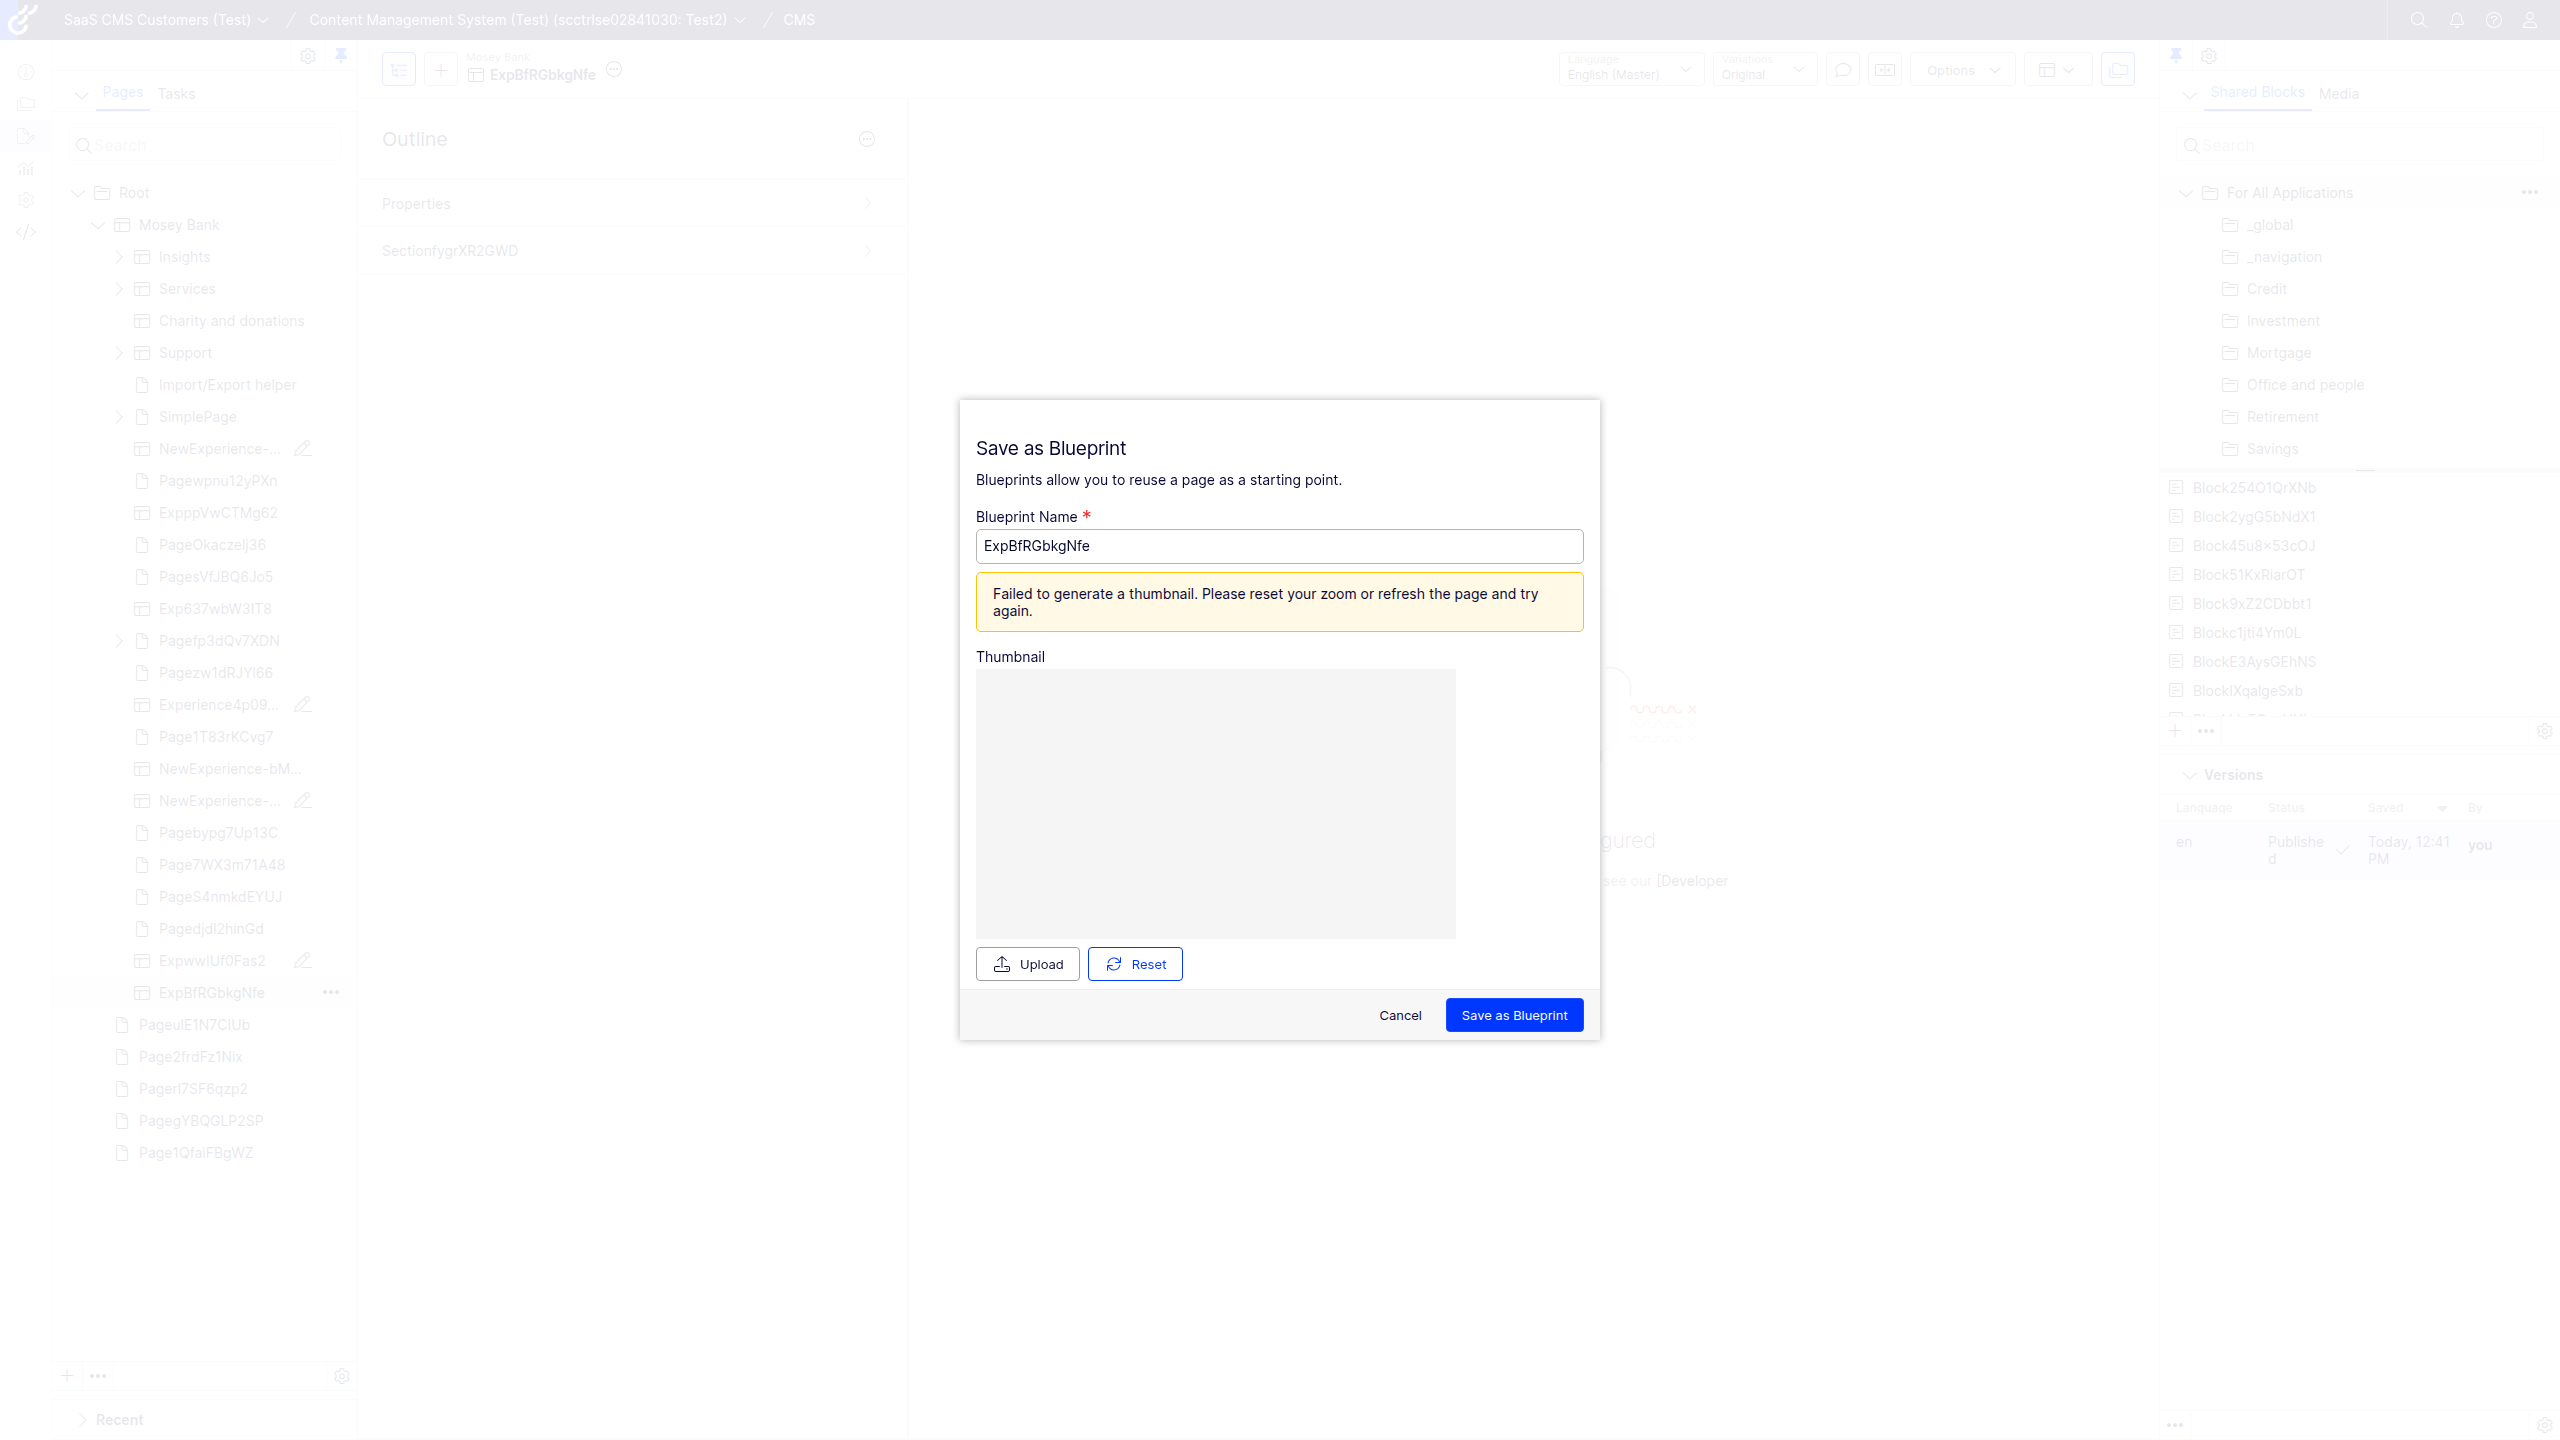 SaaS CMS Customers (Test) / Content Management System (Test) (scctrlse02841030: Test2) / CMS
Pages Tasks
Search
Root
Mosey Bank
Insights
Services
Charity and donations
Support
Import/Export helper
SimplePage
NewExperience-...
Pagewpnu12yPXn
ExpppVwCTMg62
PageOkaczelj36
PagesVfJBQ6Jo5
Exp637wbW3IT8
Pagefp3dQv7XDN
Pagezw1dRJYl66
Experience4p09...
Page1T83rKCvg7
NewExperience-bM...
NewExperience-...
Pagebypg7Up13C
Page7WX3m71A48
PageS4nmkdEYUJ
Pagedjdl2hinGd
ExpwwIUf0Fas2
ExpBfRGbkgNfe
PageulE1N7CIUb
Page2frdFz1Nix
Pagerl7SF6qzp2
PagegYBQGLP2SP
Page1QfaiFBgWZ
Recent
Mosey Bank
ExpBfRGbkgNfe
Language
English (Master)
Variations
Original
Options
Outline
Properties
SectionfygrXR2GWD
Save as Blueprint
Blueprints allow you to reuse a page as a starting point.
Blueprint Name *
ExpBfRGbkgNfe
Failed to generate a thumbnail. Please reset your zoom or refresh the page and try
again.
Thumbnail
Upload Reset
Cancel Save as Blueprint
gured
see our [Developer
Shared Blocks Media
Search
For All Applications
_global
_navigation
Credit
Investment
Mortgage
Office and people
Retirement
Savings
Block254O1QrXNb
Block2ygG5bNdX1
Block45u8x53cOJ
Block51KxRiarOT
Block9xZ2CDbbt1
Blockc1jti4Ym0L
BlockE3AysGEhNS
BlockIXqalgeSxb
Versions
Language Status Saved By
en Publishe Today, 12:41 you
d PM